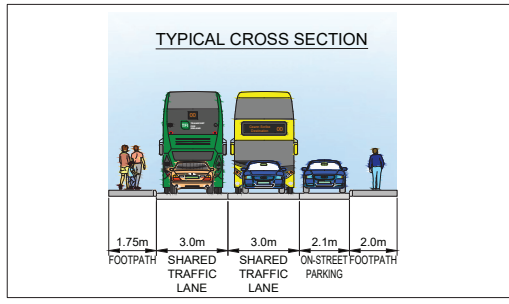 TYPICAL CROSS SECTION
1.75m 3.0m 3.0m 2.1m 2.0m
FOOTPATH SHARED SHARED ON-STREET FOOTPATH
TRAFFIC TRAFFIC PARKING
LANE LANE